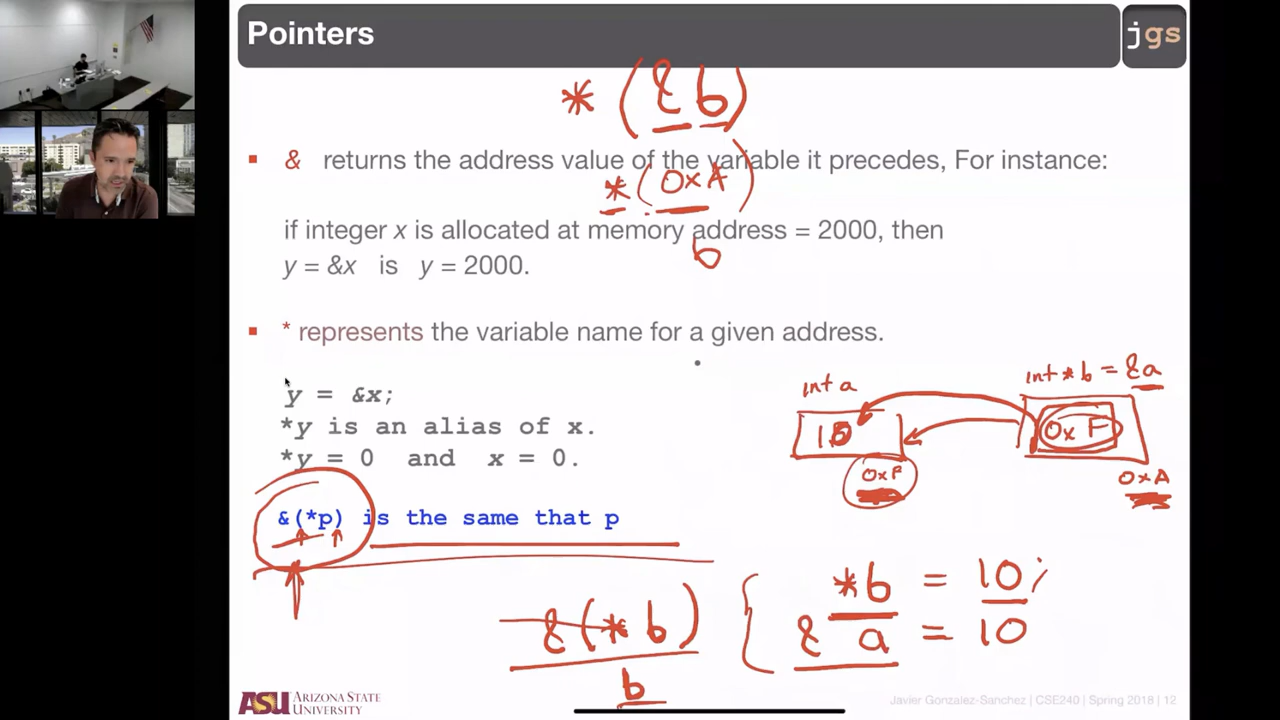 Pointers
jgs
* (&b)
& returns the address value of the variable it precedes, For instance:
* (0xA)
if integer x is allocated at memory address = 2000, then
b
y = &x is y = 2000.
* represents the variable name for a given address.
int a
int * b = &a
y = &x;
*y is an alias of x.
10
0x F
*y = 0 and x = 0.
0xF
0xA
&(*p) is the same that p
*b = 10;
& (* b)
& a = 10
b
ASU ARIZONA STATE
UNIVERSITY
Javier Gonzalez-Sanchez | CSE240 | Spring 2018 | 12